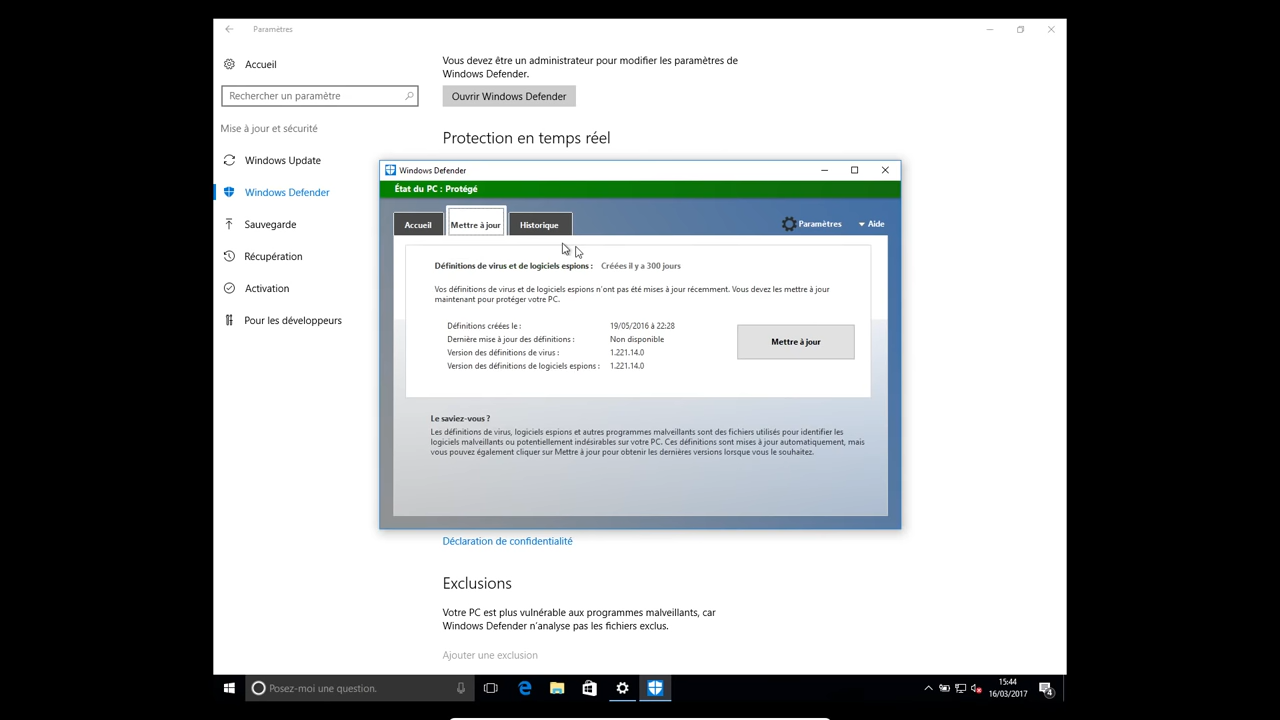 Paramètres
Accueil
Rechercher un paramètre
Mise à jour et sécurité
Windows Update
Windows Defender
Sauvegarde
Récupération
Activation
Pour les développeurs
Vous devez être un administrateur pour modifier les paramètres de
Windows Defender.
Ouvrir Windows Defender
Protection en temps réel
Windows Defender
État du PC : Protégé
Accueil
Mettre à jour
Historique
Paramètres
Aide
Définitions de virus et de logiciels espions : Créées il y a 300 jours
Vos définitions de virus et de logiciels espions n'ont pas été mises à jour récemment. Vous devez les mettre à jour
maintenant pour protéger votre PC.
Définitions créées le : 19/05/2016 à 22:28
Dernière mise à jour des définitions : Non disponible
Version des définitions de virus : 1.221.14.0
Version des définitions de logiciels espions : 1.221.14.0
Mettre à jour
Le saviez-vous ?
Les définitions de virus, logiciels espions et autres programmes malveillants sont des fichiers utilisés pour identifier les
logiciels malveillants ou potentiellement indésirables sur votre PC. Ces définitions sont mises à jour automatiquement, mais
vous pouvez également cliquer sur Mettre à jour pour obtenir les dernières versions lorsque vous le souhaitez.
Déclaration de confidentialité
Exclusions
Votre PC est plus vulnérable aux programmes malveillants, car
Windows Defender n'analyse pas les fichiers exclus.
Ajouter une exclusion
Posez-moi une question.
15:44
16/03/2017
4